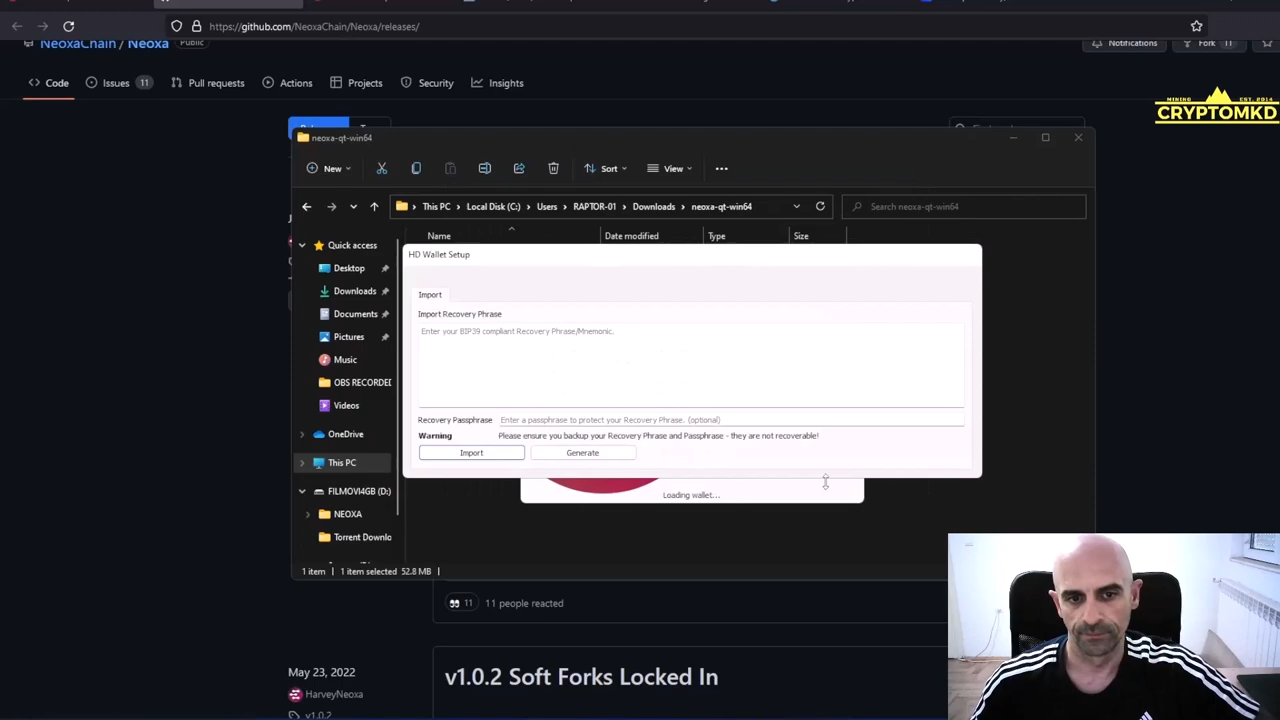 https://github.com/NeoxaChain/Neoxa/releases/
NeoxaChain / Neoxa
Public
Notifications
Fork 11
Code
Issues 11
Pull requests
Actions
Projects
Security
Insights
MINING EST. 2014
CRYPTOMKD
neoxa-qt-win64
New
Sort
View
This PC > Local Disk (C:) > Users > RAPTOR-01 > Downloads > neoxa-qt-win64
Search neoxa-qt-win64
Name
Date modified
Type
Size
Quick access
Desktop
Downloads
Documents
Pictures
Music
OBS RECORDED
Videos
OneDrive
This PC
FILMOVI4GB (D:)
NEOXA
Torrent Downlo
HD Wallet Setup
Import
Import Recovery Phrase
Enter your BIP39 compliant Recovery Phrase/Mnemonic.
Recovery Passphrase
Enter a passphrase to protect your Recovery Phrase. (optional)
Warning
Please ensure you backup your Recovery Phrase and Passphrase - they are not recoverable!
Import
Generate
Loading wallet...
1 item
1 item selected 52.8 MB
11
11 people reacted
May 23, 2022
HarveyNeoxa
v1.0.2
v1.0.2 Soft Forks Locked In